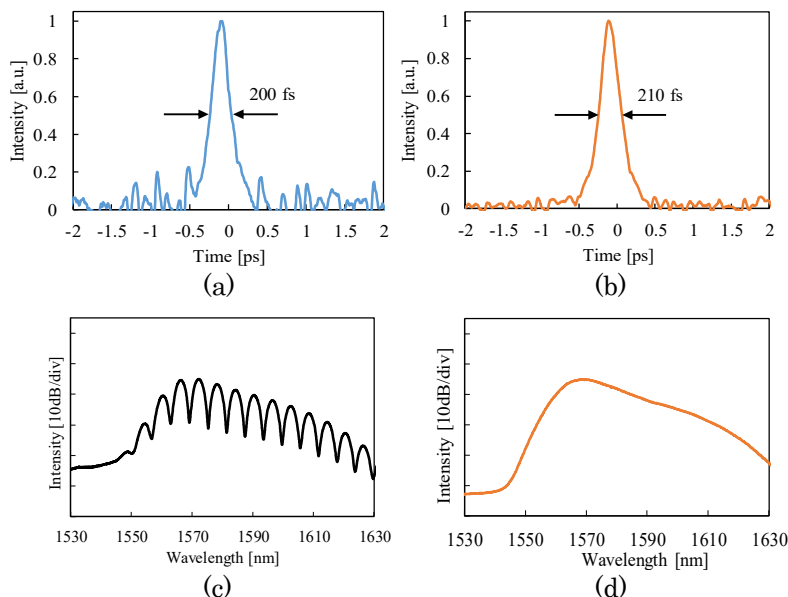 Intensity [a.u.]
1
0.8
0.6
0.4
0.2
0
200 fs
-2 -1.5 -1 -0.5 0 0.5 1 1.5 2
Time [ps]
(a)
Intensity [a.u.]
1
0.8
0.6
0.4
0.2
0
210 fs
-2 -1.5 -1 -0.5 0 0.5 1 1.5 2
Time [ps]
(b)
Intensity [10dB/div]
1530 1550 1570 1590 1610 1630
Wavelength [nm]
(c)
Intensity [10dB/div]
1530 1550 1570 1590 1610 1630
Wavelength [nm]
(d)